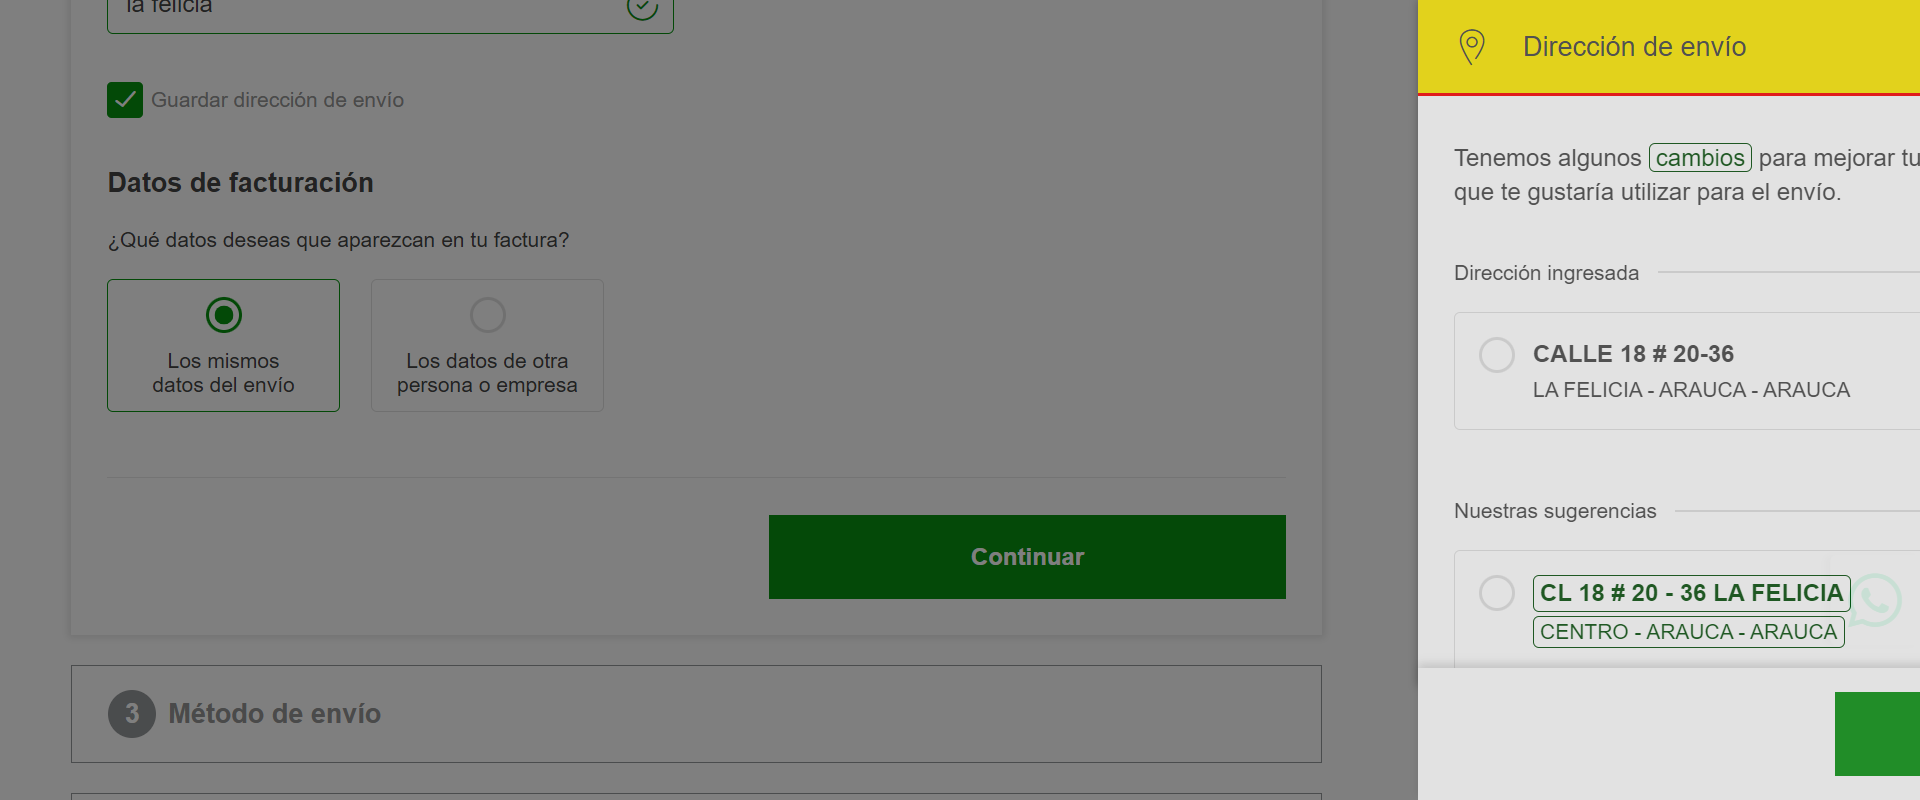 la felicia
Guardar dirección de envío
Datos de facturación
¿Qué datos deseas que aparezcan en tu factura?
Los mismos
datos del envío
Los datos de otra
persona o empresa
Continuar
3 Método de envío
Dirección de envío
Tenemos algunos cambios para mejorar tu
que te gustaría utilizar para el envío.
Dirección ingresada
CALLE 18 # 20-36
LA FELICIA - ARAUCA - ARAUCA
Nuestras sugerencias
CL 18 # 20 - 36 LA FELICIA
CENTRO - ARAUCA - ARAUCA